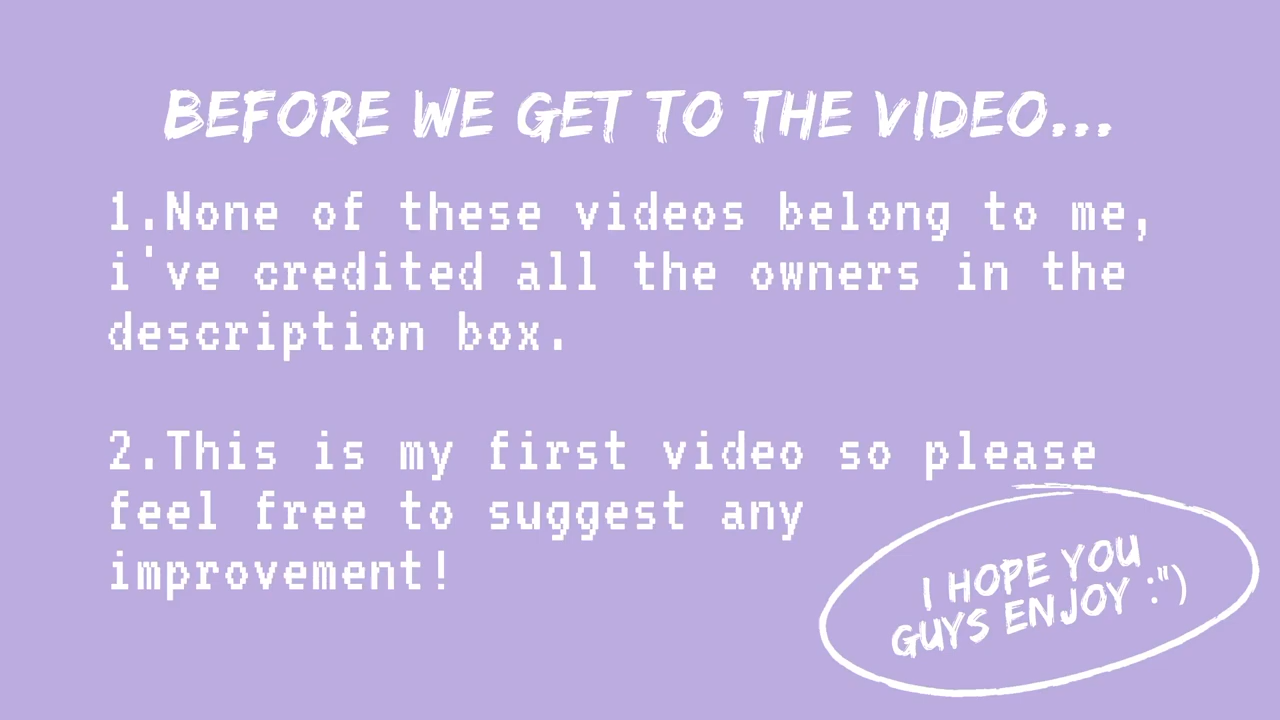 BEFORE WE GET TO THE VIDEO...
1.None of these videos belong to me,
i've credited all the owners in the
description box.
2.This is my first video so please
feel free to suggest any
improvement!
I HOPE YOU
GUYS ENJOY :")